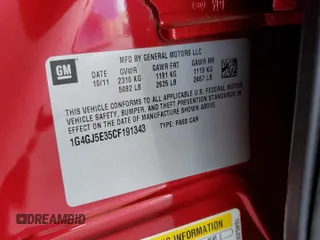 GM
MFD BY GENERAL MOTORS LLC
DATE GVWR GAWR FRT GAWR RR
10/11 2310 KG 1191 KG 1119 KG
5092 LB 2625 LB 2467 LB
THIS VEHICLE CONFORMS TO ALL APPLICABLE
U.S. FEDERAL MOTOR VEHICLE
SAFETY, BUMPER, AND THEFT PREVENTION STANDARDS
IN EFFECT ON THE DATE OF MANUFACTURE
SHOWN ABOVE.
1G4GJ5E35CF191343 TYPE: PASS CAR
NG INFORMATION
DREAMBID